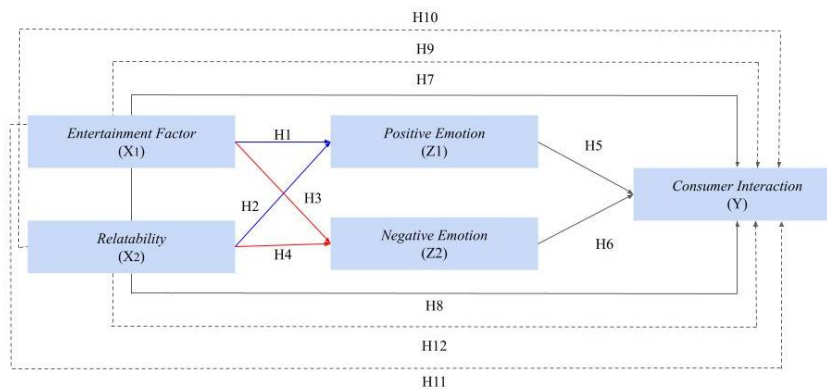 H10
H9
H7
Entertainment Factor
(X1)
H1
Positive Emotion
(Z1)
H5
H3
H2
Consumer Interaction
(Y)
Relatability
(X2)
H4
Negative Emotion
(Z2)
H6
H8
H12
H11